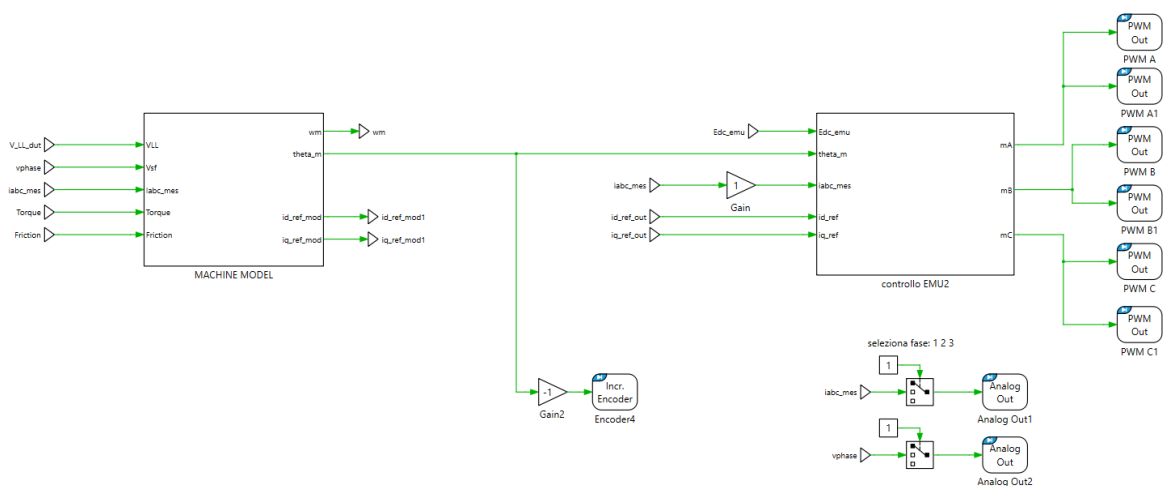 V_LL_dut
vphase
iabc_mes
Torque
Friction
VLL
Vsf
Iabc_mes
Torque
Friction
wm
theta_m
id_ref_mod
iq_ref_mod
MACHINE MODEL
wm
id_ref_mod1
iq_ref_mod1
-1
Gain2
Incr.
Encoder
Encoder4
Edc_emu
iabc_mes
1
Gain
id_ref_out
iq_ref_out
Edc_emu
theta_m
iabc_mes
id_ref
iq_ref
mA
mB
mC
controllo EMU2
PWM
Out
PWM A
PWM
Out
PWM A1
PWM
Out
PWM B
PWM
Out
PWM B1
PWM
Out
PWM C
PWM
Out
PWM C1
seleziona fase: 1 2 3
1
iabc_mes
Analog
Out
Analog Out1
1
vphase
Analog
Out
Analog Out2